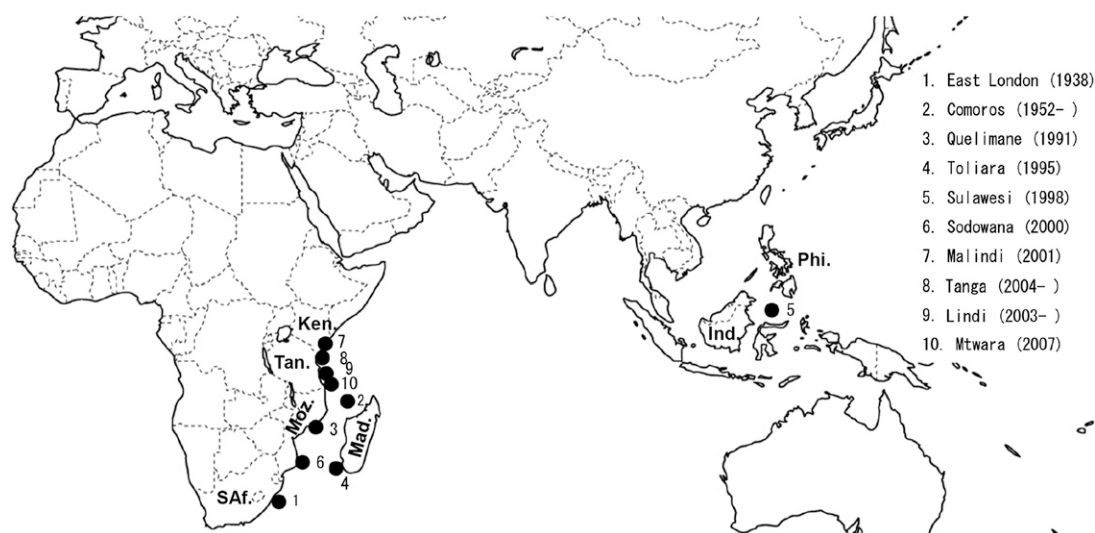 1. East London (1938)
2. Comoros (1952- )
3. Quelimane (1991)
4. Toliara (1995)
5. Sulawesi (1998)
6. Sodowana (2000)
7. Malindi (2001)
8. Tanga (2004- )
9. Lindi (2003- )
10. Mtwara (2007)
Phi.
5
Ind.
Ken.
7
Tan.
8
9
10
2
Moz.
3
Mad.
6
4
SAf.
1